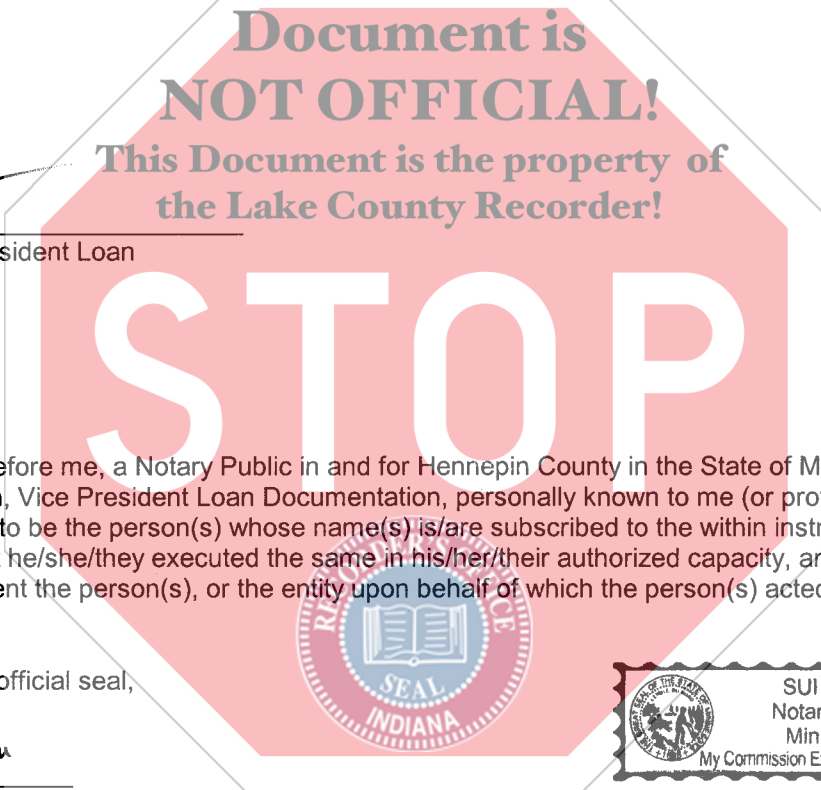 Document is
NOT OFFICIAL!
This Document is the property of
the Lake County Recorder!
sident Loan
STOP
efore me, a Notary Public in and for Hennepin County in the State of M
, Vice President Loan Documentation, personally known to me (or prov
to be the person(s) whose name(s) is/are subscribed to the within instr
he/she/they executed the same in his/her/their authorized capacity, an
ent the person(s), or the entity upon behalf of which the person(s) acted
RECORDER'S OFFICE
SEAL
INDIANA
official seal,
SUI
Notar
Min
My Commission E